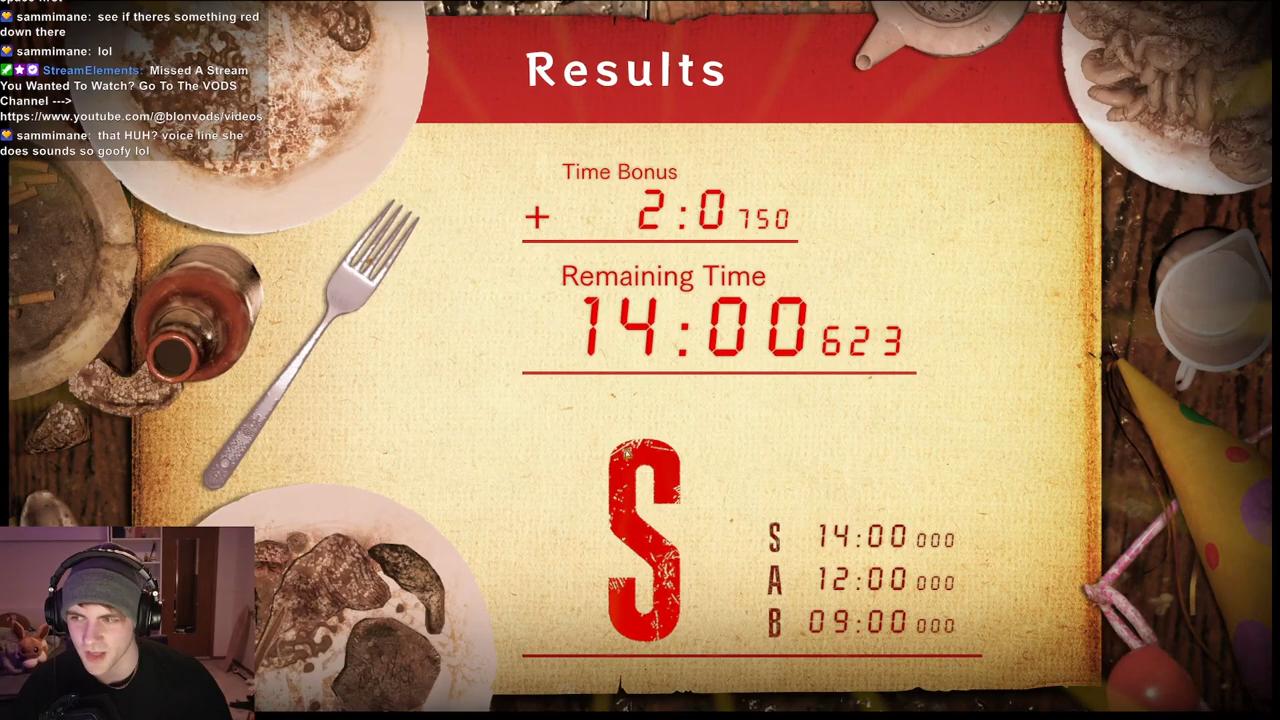 sammimane: see if theres something red
down there
sammimane: lol
StreamElements: Missed A Stream
You Wanted To Watch? Go To The VODS
Channel --->
https://www.youtube.com/@blonvods/videos
sammimane: that HUH? voice line she
does sounds so goofy lol
Results
Time Bonus
+ 2:0 750
Remaining Time
14:00 623
S
S 14:00 000
A 12:00 000
B 09:00 000